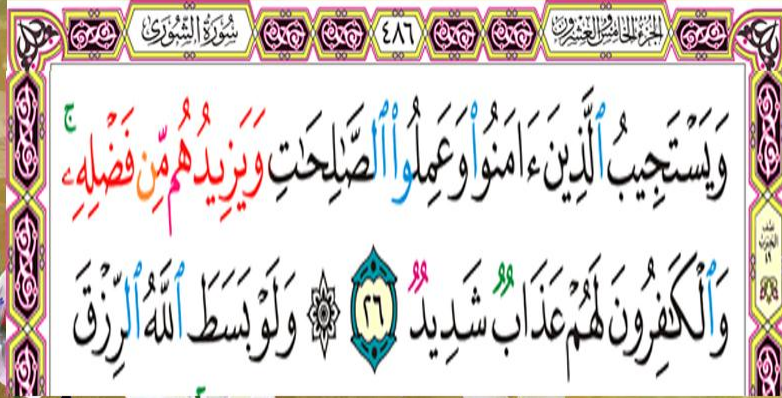 الجزء الخامس والعشرون ٤٨٦ سورة الشورى
وَيَسْتَجِيبُ ٱلَّذِينَ ءَامَنُوا۟ وَعَمِلُوا۟ ٱلصَّـٰلِحَـٰتِ وَيَزِيدُهُم مِّن فَضْلِهِۦ ۚ
وَٱلْكَـٰفِرُونَ لَهُمْ عَذَابٌ شَدِيدٌ ٢٦ ۞ وَلَوْ بَسَطَ ٱللَّهُ ٱلرِّزْقَ